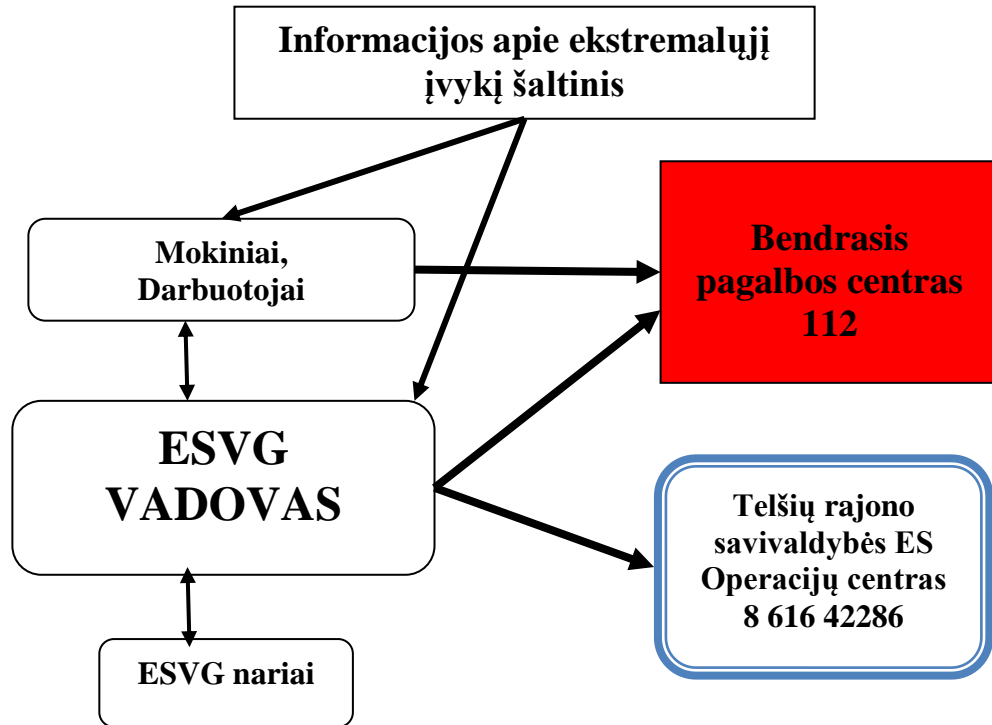 Informacijos apie ekstremalųjį
įvykį šaltinis
Mokiniai,
Darbuotojai
Bendrasis
pagalbos centras
112
ESVG
VADOVAS
Telšių rajono
savivaldybės ES
Operacijų centras
8 616 42286
ESVG nariai